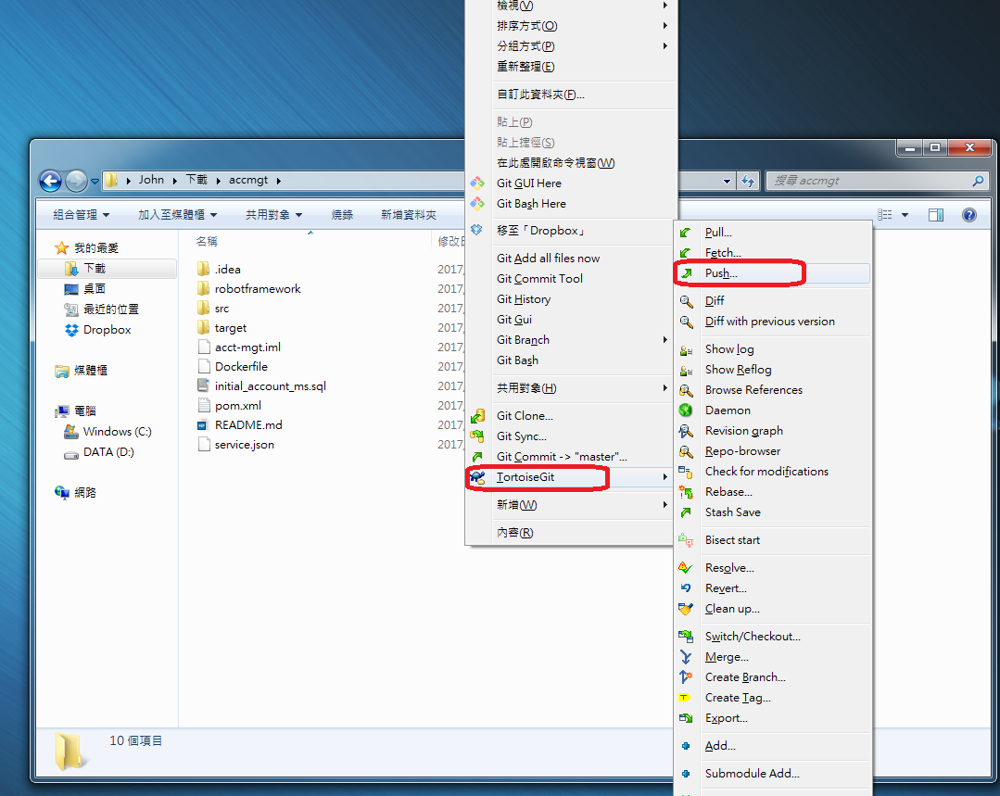 John
下載
accmgt
搜尋 accmgt
組合管理
加入至媒體櫃
共用對象
燒錄
新增資料夾
我的最愛
下載
桌面
最近的位置
Dropbox
媒體櫃
電腦
Windows (C:)
DATA (D:)
網路
名稱
修改日
.idea
2017,
robotframework
2017,
src
2017,
target
2017,
acct-mgt.iml
2017,
Dockerfile
2017,
initial_account_ms.sql
2017,
pom.xml
2017,
README.md
2017,
service.json
2017,
10 個項目
檢視(V)
排序方式(O)
分組方式(P)
重新整理(E)
自訂此資料夾(F)...
貼上(P)
貼上捷徑(S)
在此處開啟命令視窗(W)
Git GUI Here
Git Bash Here
移至「Dropbox」
Git Add all files now
Git Commit Tool
Git History
Git Gui
Git Branch
Git Bash
共用對象(H)
Git Clone...
Git Sync...
Git Commit -> "master"...
TortoiseGit
新增(W)
內容(R)
Pull...
Fetch...
Push...
Diff
Diff with previous version
Show log
Show Reflog
Browse References
Daemon
Revision graph
Repo-browser
Check for modifications
Rebase...
Stash Save
Bisect start
Resolve...
Revert...
Clean up...
Switch/Checkout...
Merge...
Create Branch...
Create Tag...
Export...
Add...
Submodule Add...